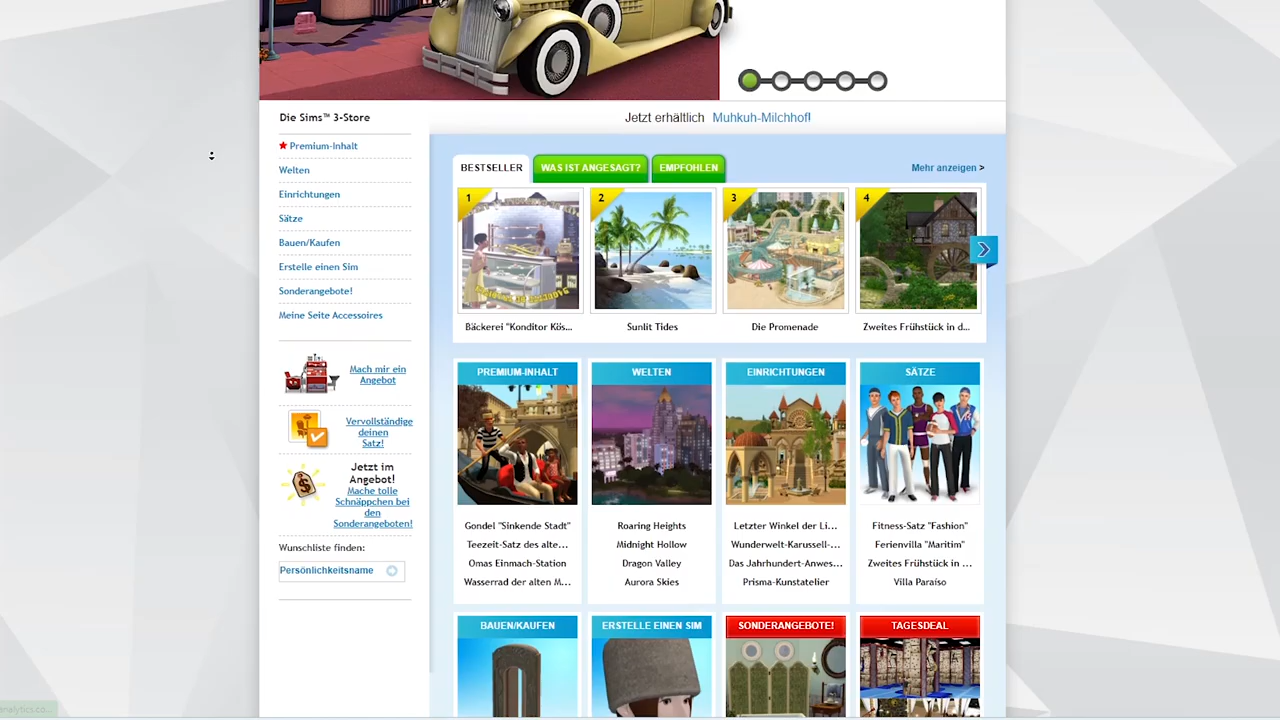 Die Sims™ 3-Store
Jetzt erhältlich Muhkuh-Milchhof!
Premium-Inhalt
Welten
Einrichtungen
Sätze
Bauen/Kaufen
Erstelle einen Sim
Sonderangebote!
Meine Seite Accessoires
Mach mir ein
Angebot
Vervollständige
deinen
Satz!
Jetzt im
Angebot!
Mache tolle
Schnäppchen bei
den
Sonderangeboten!
Wunschliste finden:
Persönlichkeitsname
BESTSELLER
WAS IST ANGESAGT?
EMPFOHLEN
Mehr anzeigen >
1
2
3
4
Bäckerei "Konditor Kös...
Sunlit Tides
Die Promenade
Zweites Frühstück in d...
PREMIUM-INHALT
WELTEN
EINRICHTUNGEN
SÄTZE
Gondel "Sinkende Stadt"
Teezeit-Satz des alte...
Omas Einmach-Station
Wasserrad der alten M...
Roaring Heights
Midnight Hollow
Dragon Valley
Aurora Skies
Letzter Winkel der Li...
Wunderwelt-Karussell-...
Das Jahrhundert-Anwes...
Prisma-Kunstatelier
Fitness-Satz "Fashion"
Ferienvilla "Maritim"
Zweites Frühstück in ...
Villa Paraíso
BAUEN/KAUFEN
ERSTELLE EINEN SIM
SONDERANGEBOTE!
TAGESDEAL